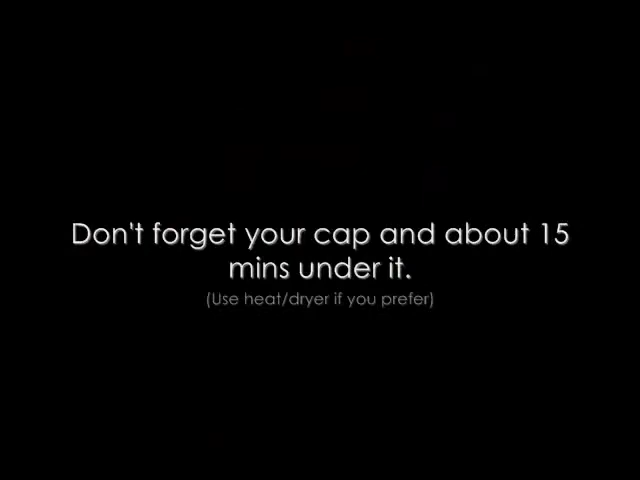 Don't forget your cap and about 15
mins under it.
(Use heat/dryer if you prefer)